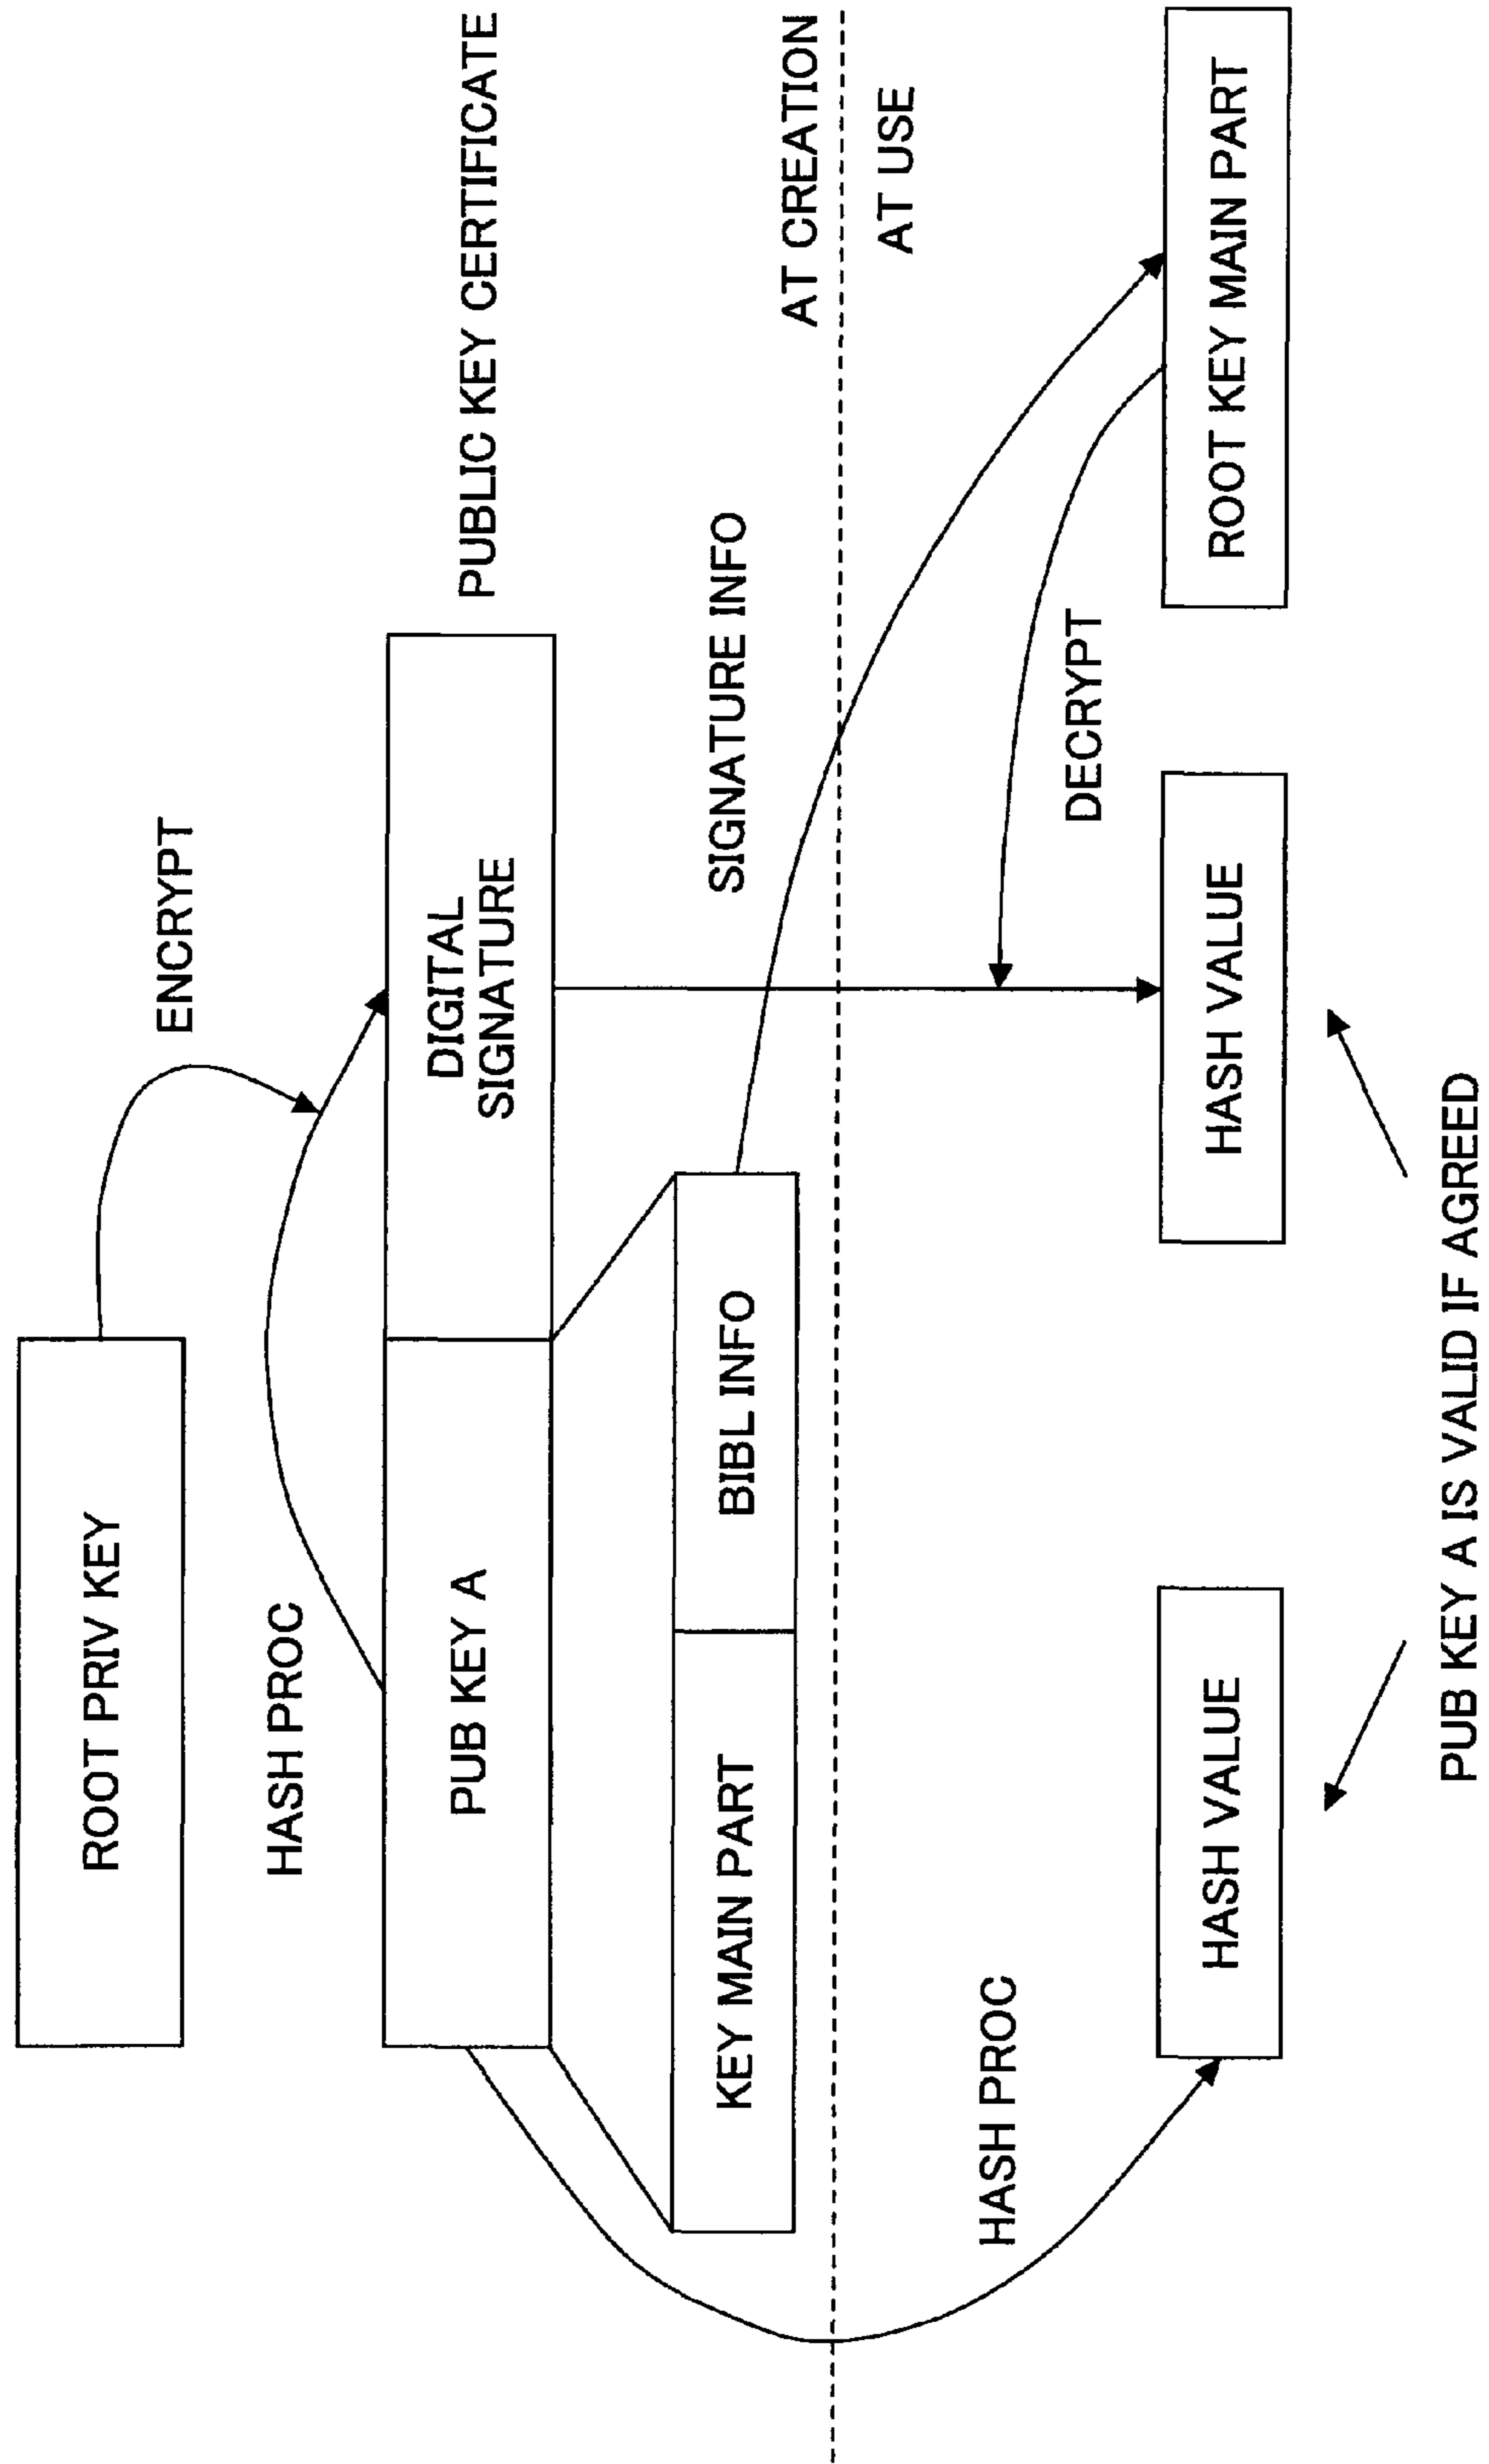 ROOT PRIV KEY
ENCRYPT
HASH PROC
PUB KEY A
DIGITAL
SIGNATURE
PUBLIC KEY CERTIFICATE
KEY MAIN PART
BIBL INFO
SIGNATURE INFO
AT CREATION
AT USE
HASH PROC
DECRYPT
HASH VALUE
HASH VALUE
ROOT KEY MAIN PART
PUB KEY A IS VALID IF AGREED